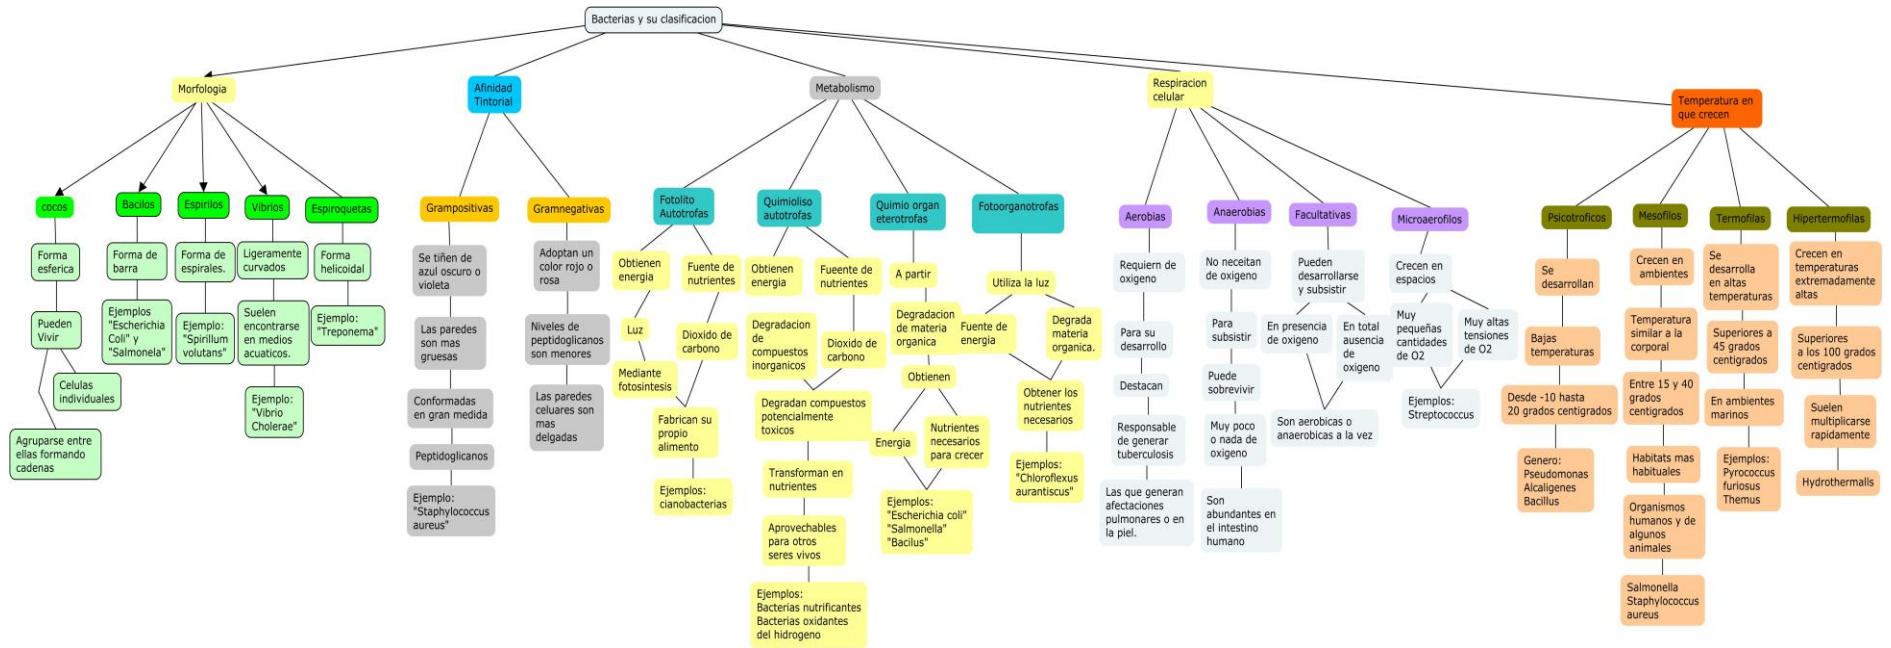 Bacterias y su clasificacion
Morfologia
cocos
Forma
esferica
Pueden
Vivir
Celulas
individuales
Agruparse entre
ellas formando
cadenas
Bacilos
Forma de
barra
Ejemplos
"Escherichia
Coli" y
"Salmonela"
Espirilos
Forma de
espirales.
Ejemplo:
"Spirillum
volutans"
Vibrios
Ligeramente
curvados
Suelen
encontrarse
en medios
acuaticos.
Ejemplo:
"Vibrio
Cholerae"
Espiroquetas
Forma
helicoidal
Ejemplo:
"Treponema"
Afinidad
Tintorial
Grampositivas
Se tiñen de
azul oscuro o
violeta
Las paredes
son mas
gruesas
Conformadas
en gran medida
Peptidoglicanos
Ejemplo:
"Staphylococcus
aureus"
Gramnegativas
Adoptan un
color rojo o
rosa
Niveles de
peptidoglicanos
son menores
Las paredes
celuares son
mas
delgadas
Metabolismo
Fotolito
Autotrofas
Obtienen
energia
Luz
Mediante
fotosintesis
Fuente de
nutrientes
Dioxido de
carbono
Fabrican su
propio
alimento
Ejemplos:
cianobacterias
Quimioliso
autotrofas
Obtienen
energia
Degradacion
de
compuestos
inorganicos
Fueente de
nutrientes
Dioxido de
carbono
Degradan compuestos
potencialmente
toxicos
Transforman en
nutrientes
Aprovechables
para otros
seres vivos
Ejemplos:
Bacterias nutrificantes
Bacterias oxidantes
del hidrogeno
Quimio organ
eterotrofas
A partir
Degradacion
de materia
organica
Obtienen
Energia
Nutrientes
necesarios
para crecer
Ejemplos:
"Escherichia coli"
"Salmonella"
"Bacilus"
Fotoorganotrofas
Utiliza la luz
Fuente de
energia
Degrada
materia
organica.
Obtener los
nutrientes
necesarios
Ejemplos:
"Chloroflexus
aurantiscus"
Respiracion
celular
Aerobias
Requiern de
oxigeno
Para su
desarrollo
Destacan
Responsable
de generar
tuberculosis
Las que generan
afectaciones
pulmonares o en
la piel.
Anaerobias
No neceitan
de oxigeno
Para
subsistir
Puede
sobrevivir
Muy poco
o nada de
oxigeno
Son
abundantes en
el intestino
humano
Facultativas
Pueden
desarrollarse
y subsistir
En presencia
de oxigeno
En total
ausencia
de
oxigeno
Son aerobicas o
anaerobicas a la vez
Microaerofilos
Crecen en
espacios
Muy
pequeñas
cantidades
de O2
Muy altas
tensiones
de O2
Ejemplos:
Streptococcus
Temperatura en
que crecen
Psicotroficos
Se
desarrollan
Bajas
temperaturas
Desde -10 hasta
20 grados centigrados
Genero:
Pseudomonas
Alcaligenes
Bacillus
Mesofilos
Crecen en
ambientes
Temperatura
similar a la
corporal
Entre 15 y 40
grados
centigrados
Habitats mas
habituales
Organismos
humanos y de
algunos
animales
Salmonella
Staphylococcus
aureus
Termofilas
Se
desarrolla
en altas
temperaturas
Superiores a
45 grados
centigrados
En ambientes
marinos
Ejemplos:
Pyrococcus
furiosus
Themus
Hipertermofilas
Crecen en
temperaturas
extremadamente
altas
Superiores
a los 100 grados
centigrados
Suelen
multiplicarse
rapidamente
Hydrothermalls